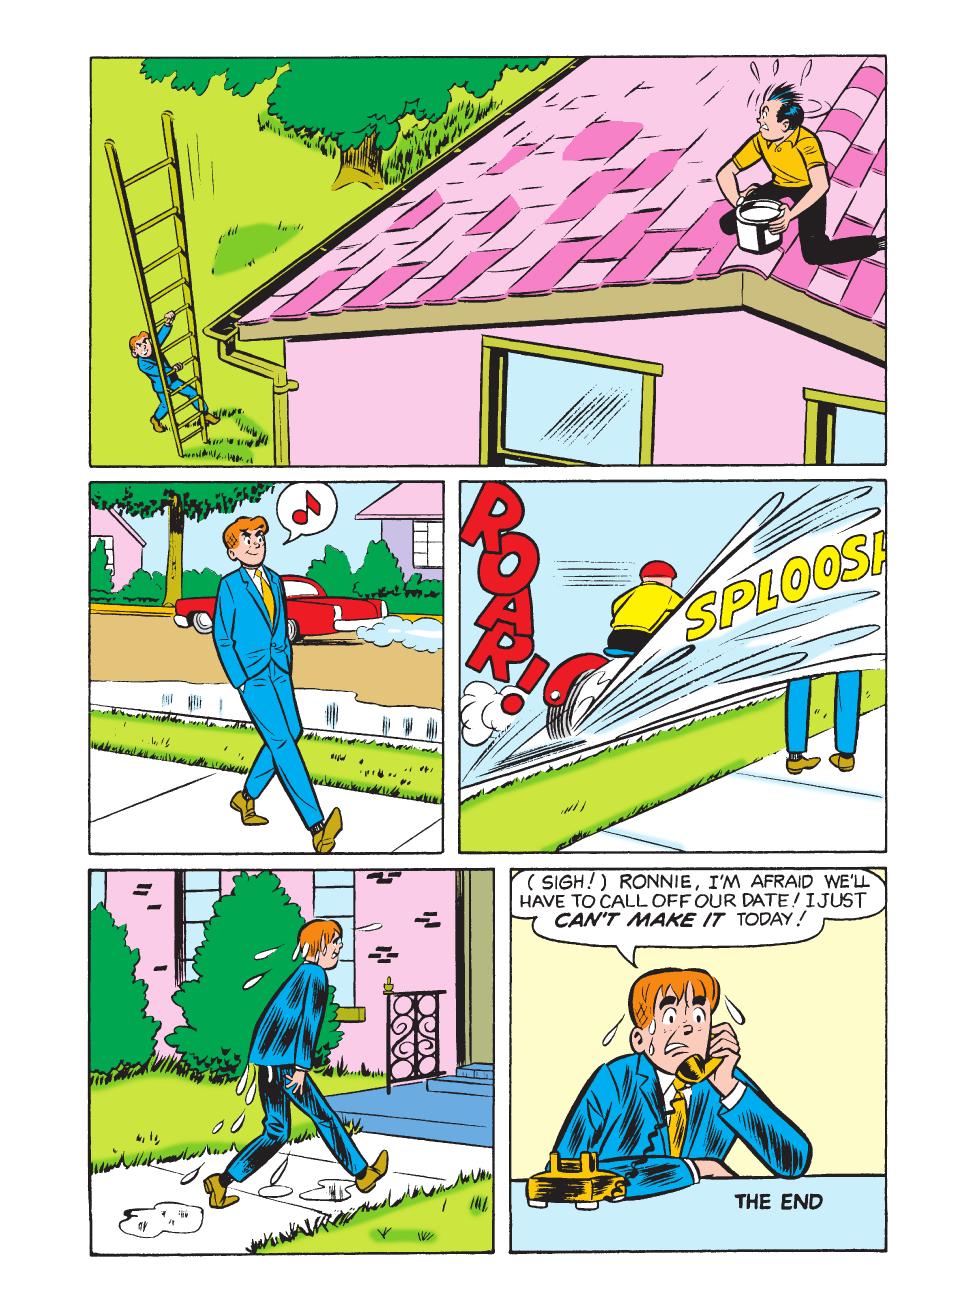 ROAR!
SPLOOSH
( SIGH! ) RONNIE, I'M AFRAID WE'LL
HAVE TO CALL OFF OUR DATE! I JUST
CAN'T MAKE IT TODAY!
THE END